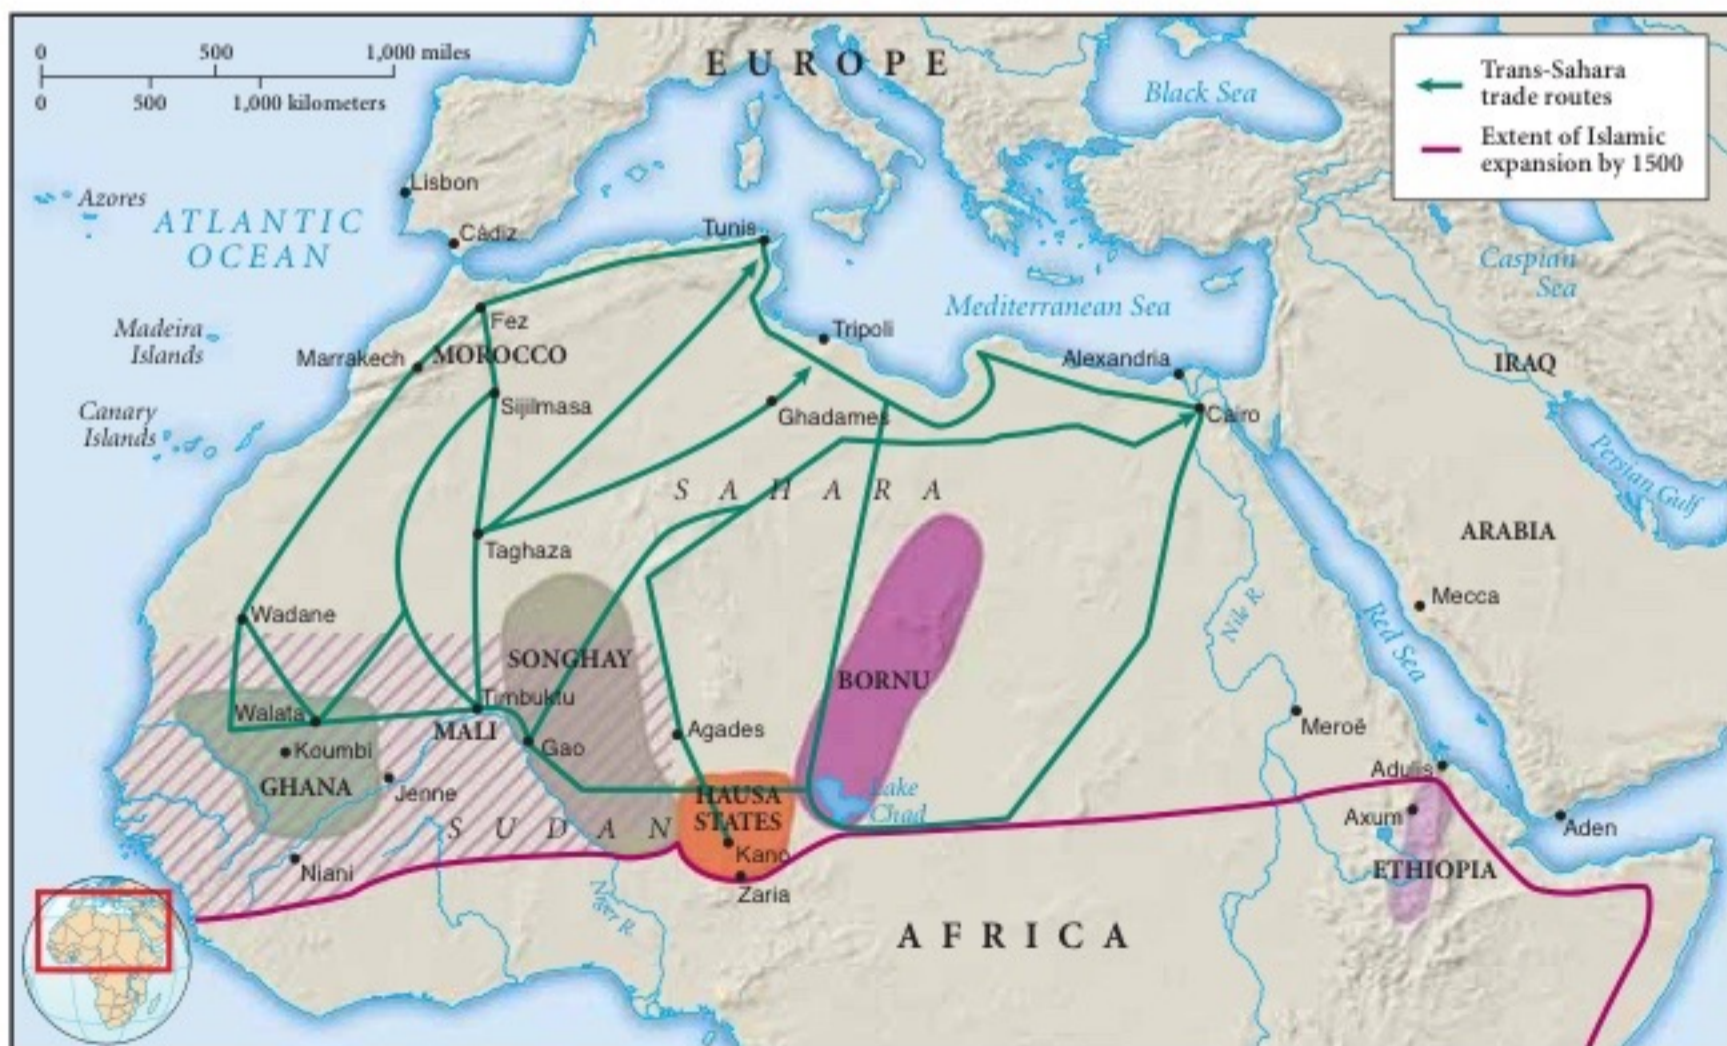 0 500 1,000 miles
0 500 1,000 kilometers
EUROPE
Black Sea
Trans-Sahara
trade routes
Extent of Islamic
expansion by 1500
Azores
Lisbon
ATLANTIC
OCEAN
Cádiz
Tunis
Caspian
Sea
Mediterranean Sea
Madeira
Islands
Fez
Tripoli
Marrakech
MOROCCO
Alexandria
IRAQ
Canary
Islands
Sijilmasa
Ghadames
Cairo
Persian Gulf
SAHARA
Taghaza
ARABIA
Mecca
Wadane
Nile R.
Red Sea
SONGHAY
BORNU
Walata
Timbuktu
MALI
Agades
Meroë
Koumbi
Gao
GHANA
Jenne
HAUSA
STATES
Lake
Chad
Adulis
Axum
Aden
SUDAN
Kano
Niani
Zaria
ETHIOPIA
Niger R.
AFRICA